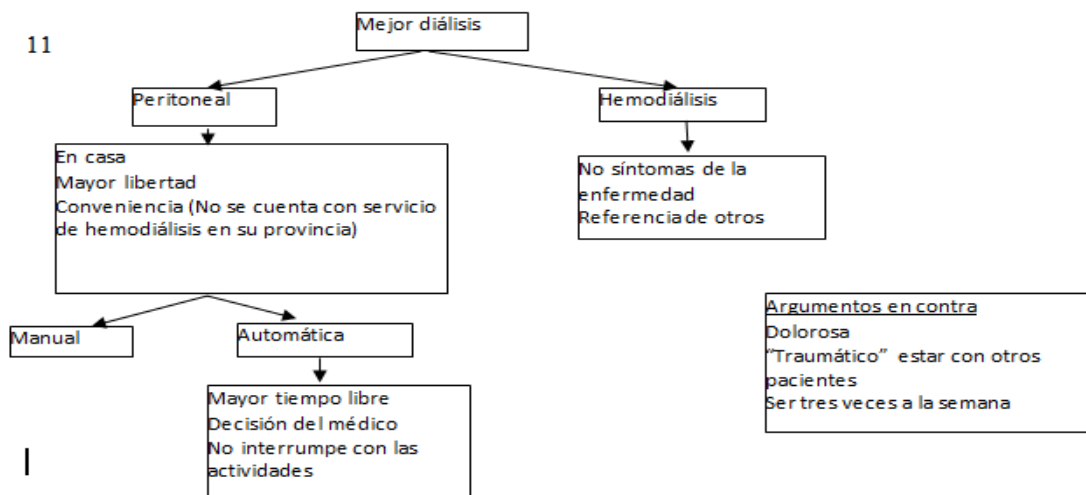 11
Mejor diálisis
Peritoneal
Hemodiálisis
En casa
Mayor libertad
Conveniencia (No se cuenta con servicio
de hemodiálisis en su provincia)
No síntomas de la
enfermedad
Referencia de otros
Manual
Automática
Mayor tiempo libre
Decisión del médico
No interrumpe con las
actividades
Argumentos en contra
Dolorosa
"Traumático" estar con otros
pacientes
Ser tres veces a la semana